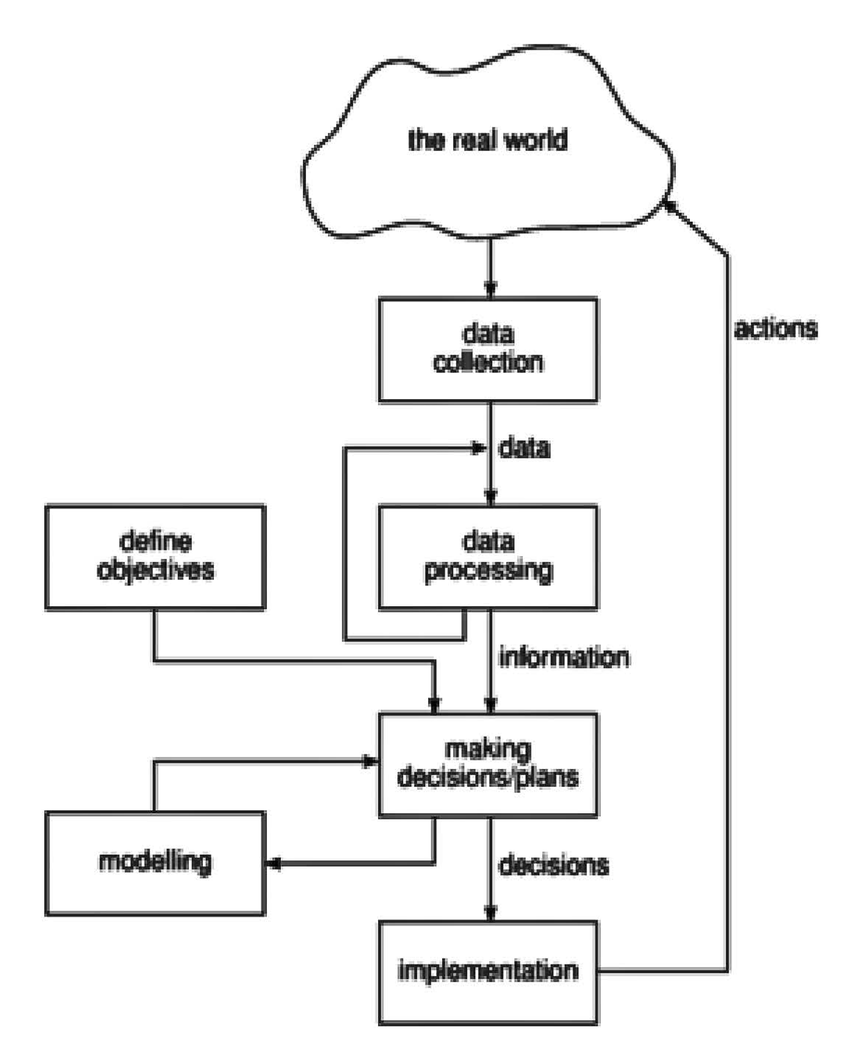 the real world
actions
data
collection
data
define
objectives
data
processing
information
making
decisions/plans
modelling
decisions
implementation